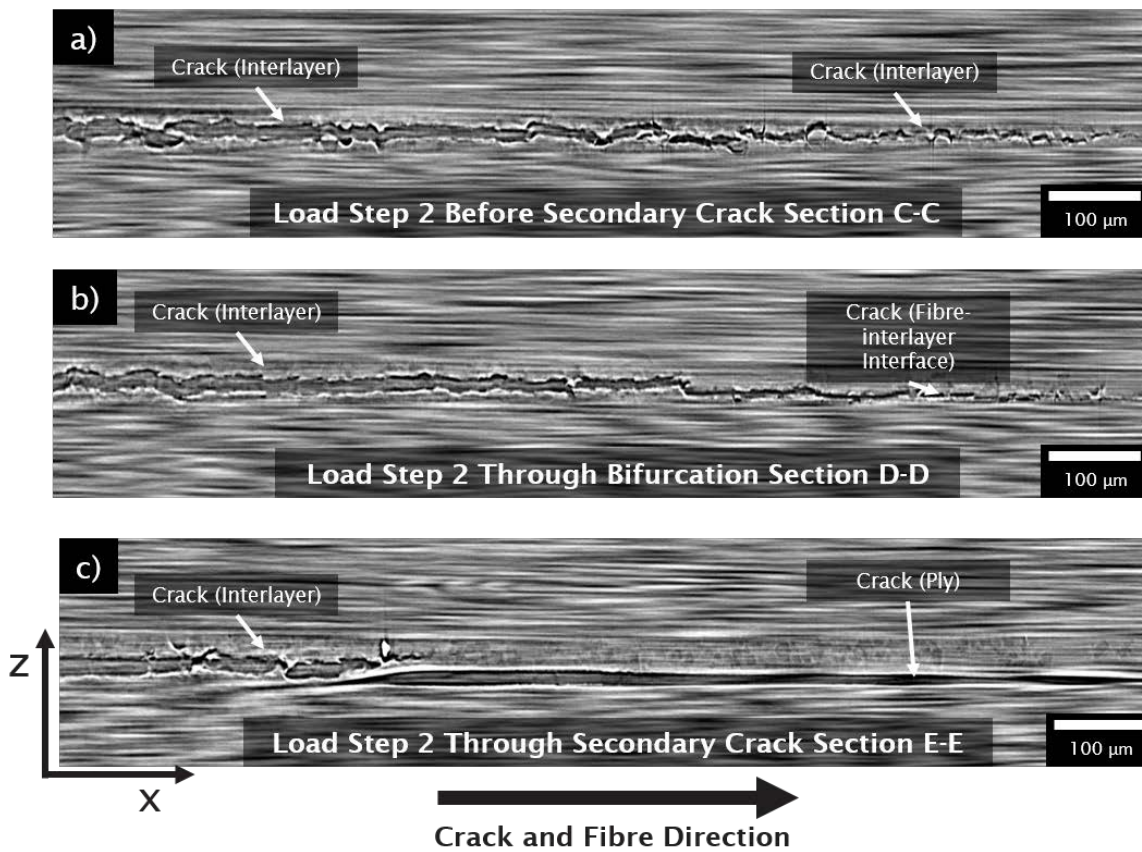 a)
Crack (Interlayer)
Crack (Interlayer)
Load Step 2 Before Secondary Crack Section C-C
100 µm
b)
Crack (Interlayer)
Crack (Fibre-
interlayer
Interface)
Load Step 2 Through Bifurcation Section D-D
100 µm
c)
Crack (Interlayer)
Crack (Ply)
Load Step 2 Through Secondary Crack Section E-E
100 µm
Z
X
Crack and Fibre Direction